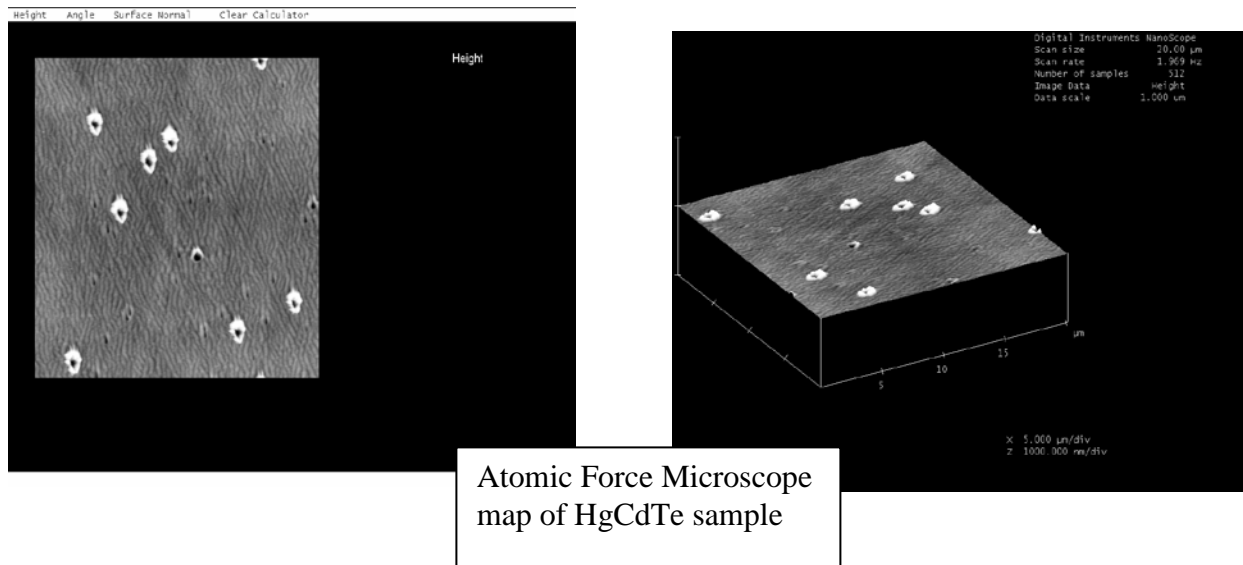 Height Angle Surface Normal Clear Calculator
Height
Digital Instruments NanoScope
Scan size 20.00 µm
Scan rate 1.969 Hz
Number of samples 512
Image Data Height
Data scale 1.000 um
5
10
15
µm
X 5.000 µm/div
Z 1000.000 nm/div
Atomic Force Microscope
map of HgCdTe sample